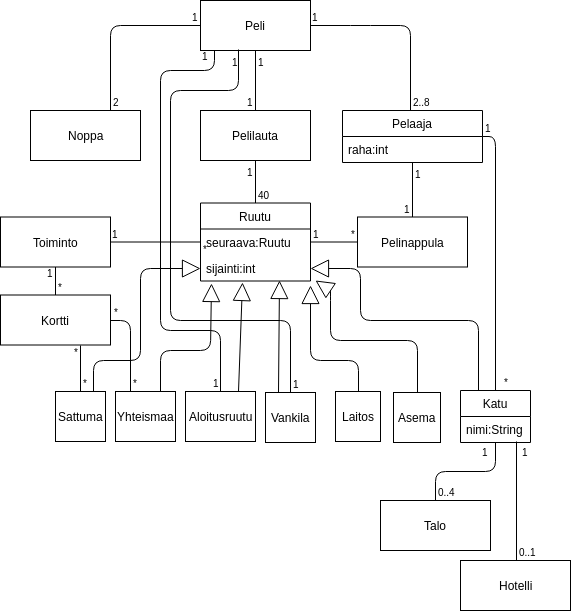 Peli
1
1
1
1
1
2
1
2..8
Noppa
Pelilauta
Pelaaja
raha:int
1
1
1
40
1
Ruutu
seuraava:Ruutu
sijainti:int
Toiminto
1
*
1
*
Pelinappula
1
*
Kortti
*
*
*
*
1
1
*
Sattuma
Yhteismaa
Aloitusruutu
Vankila
Laitos
Asema
Katu
nimi:String
1
1
0..4
Talo
0..1
Hotelli